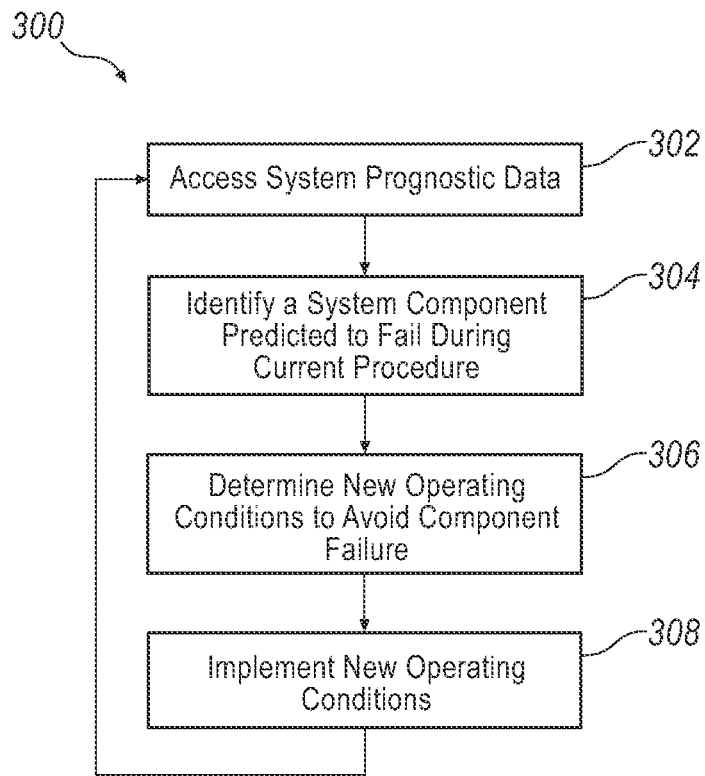 300
302
Access System Prognostic Data
304
Identify a System Component
Predicted to Fail During
Current Procedure
306
Determine New Operating
Conditions to Avoid Component
Failure
308
Implement New Operating
Conditions